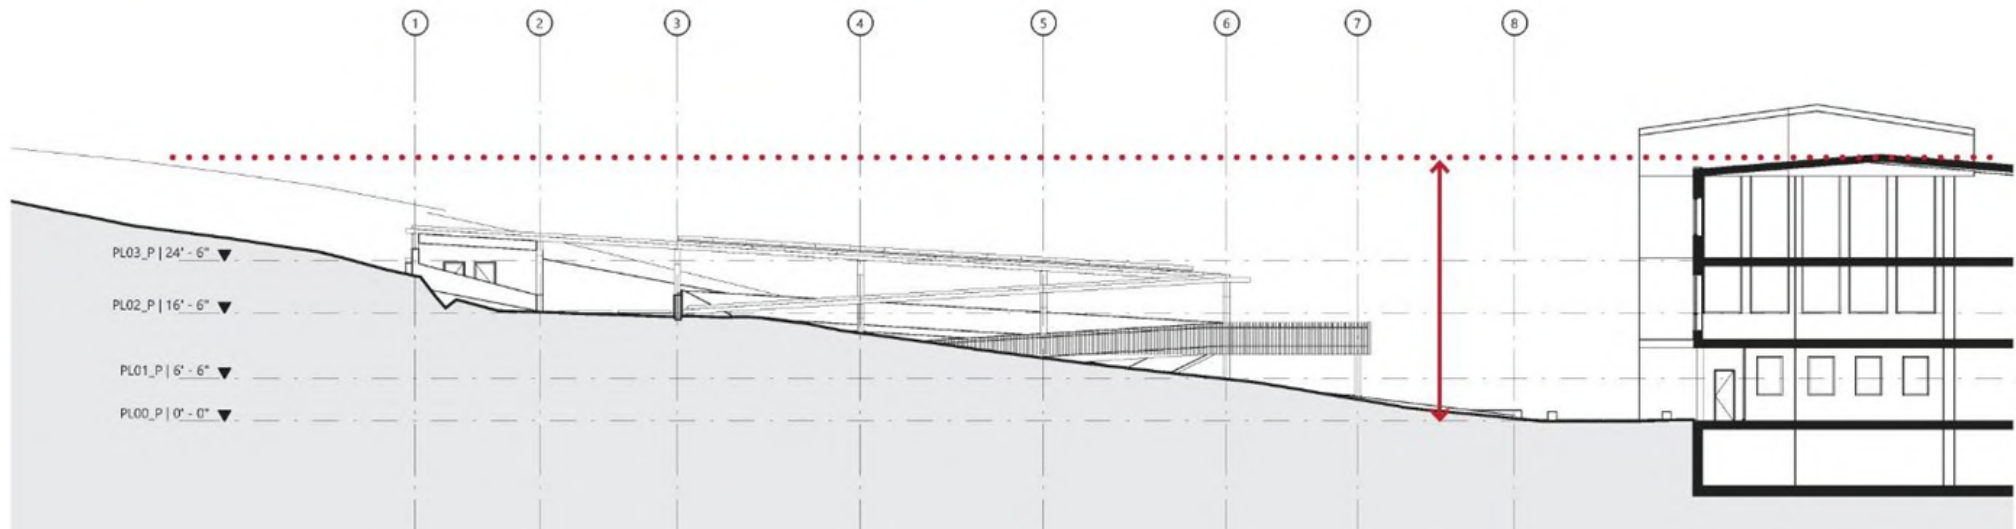 1 2 3 4 5 6 7 8
PL03_P | 24' - 6"
PL02_P | 16' - 6"
PL01_P | 6' - 6"
PL00_P | 0' - 0"